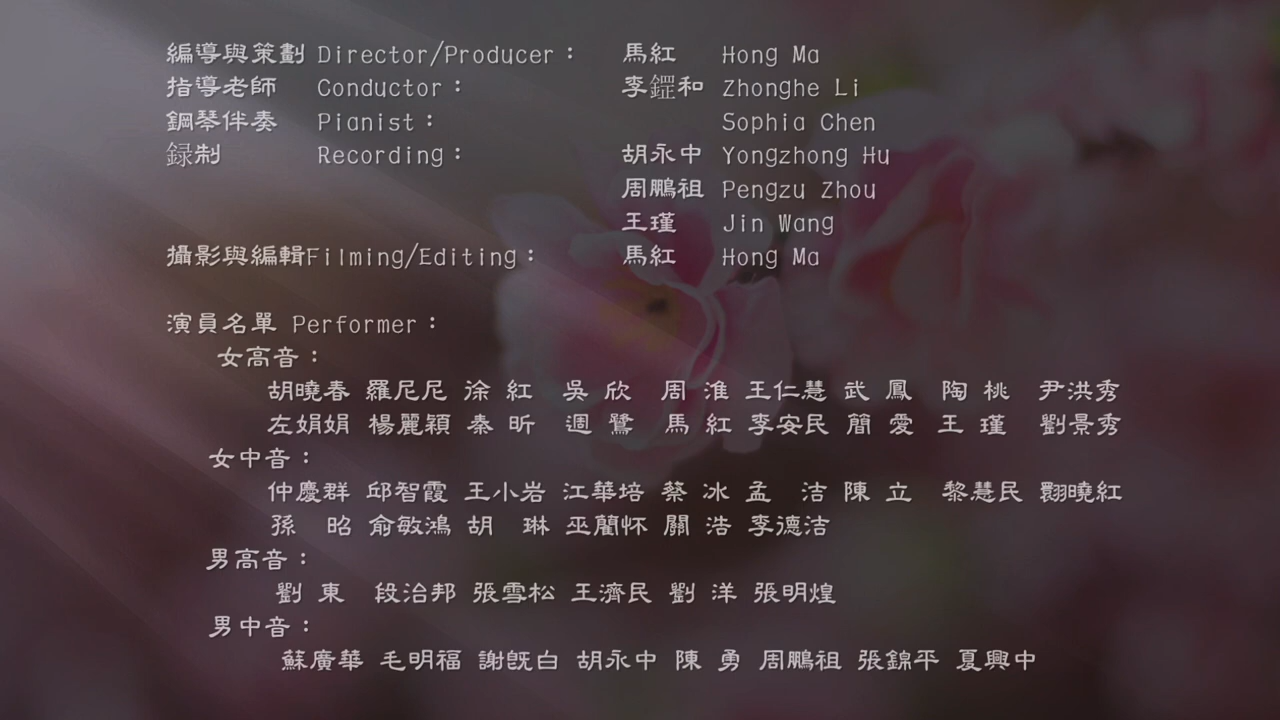 編導與策劃 Director/Producer： 馬紅 Hong Ma
指導老師 Conductor： 李鏗和 Zhonghe Li
鋼琴伴奏 Pianist： Sophia Chen
録制 Recording： 胡永中 Yongzhong Hu
周鵬祖 Pengzu Zhou
王瑾 Jin Wang
攝影與編輯Filming/Editing： 馬紅 Hong Ma
演員名單 Performer：
女高音：
胡曉春 羅尼尼 徐 紅 吳 欣 周 淮 王仁慧 武 鳳 陶 桃 尹洪秀
左娟娟 楊麗穎 秦 昕 週 鷺 馬 紅 李安民 簡 愛 王 瑾 劉景秀
女中音：
仲慶群 邱智霞 王小岩 江華培 蔡 冰 孟 洁 陳 立 黎慧民 曉紅
孫 昭 俞敏鴻 胡 琳 巫蘭怀 關 浩 李德洁
男高音：
劉 東 段治邦 張雪松 王濟民 劉 洋 張明煌
男中音：
蘇廣華 毛明福 謝既白 胡永中 陳 勇 周鵬祖 張錦平 夏興中